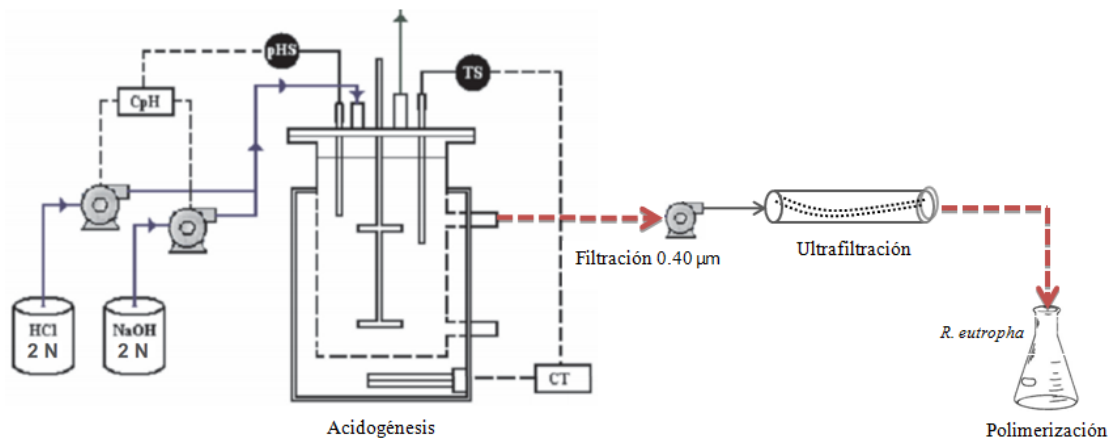 pHS
TS
CpH
HCl
2 N
NaOH
2 N
Filtración 0.40 µm
Ultrafiltración
R. eutropha
CT
Acidogénesis
Polimerización